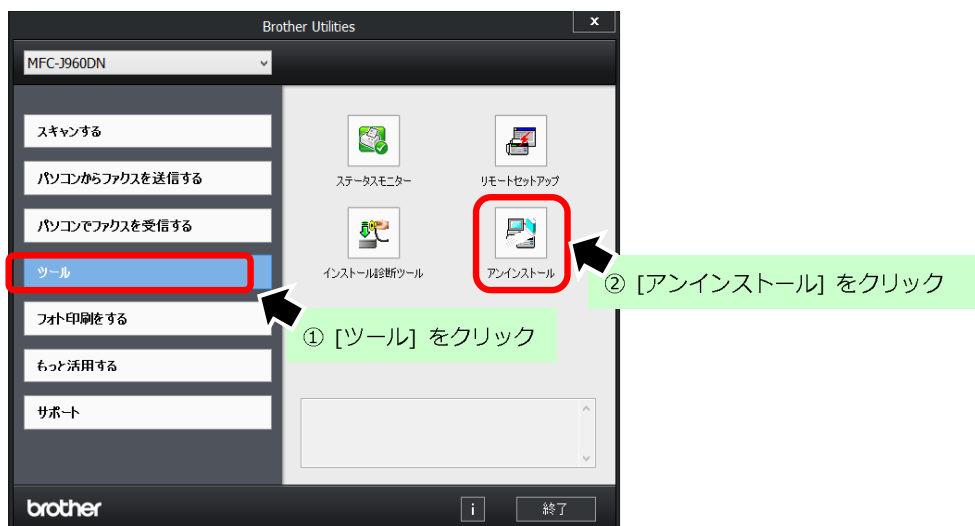 Brother Utilities
x
MFC-J960DN
スキャンする
パソコンからファクスを送信する
パソコンでファクスを受信する
ツール
フォト印刷をする
もっと活用する
サポート
ステータスモニター
リモートセットアップ
インストール診断ツール
アンインストール
② [アンインストール] をクリック
① [ツール] をクリック
brother
i
終了